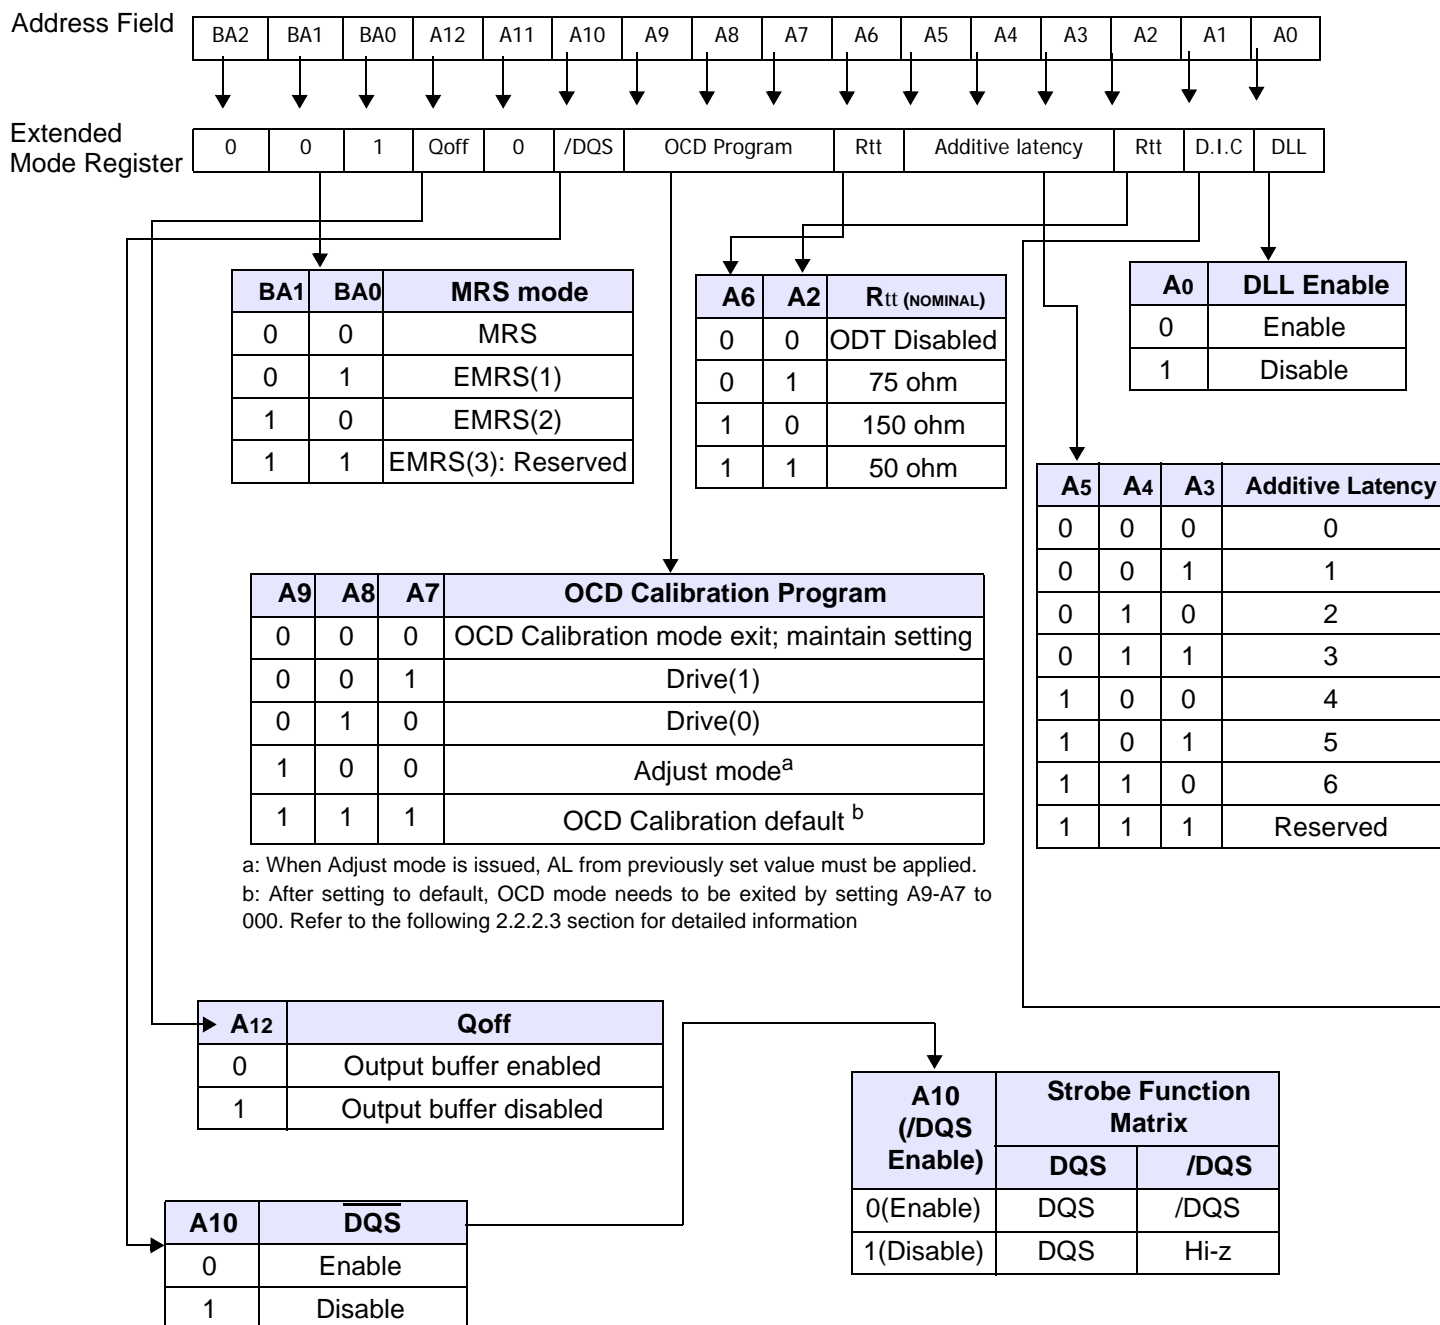 Address Field
BA2 BA1 BA0 A12 A11 A10 A9 A8 A7 A6 A5 A4 A3 A2 A1 A0
Extended
Mode Register
0 0 1 Qoff 0 /DQS OCD Program Rtt Additive latency Rtt D.I.C DLL
BA1 BA0 MRS mode
0 0 MRS
0 1 EMRS(1)
1 0 EMRS(2)
1 1 EMRS(3): Reserved
A6 A2 Rtt (NOMINAL)
0 0 ODT Disabled
0 1 75 ohm
1 0 150 ohm
1 1 50 ohm
A0 DLL Enable
0 Enable
1 Disable
A5 A4 A3 Additive Latency
0 0 0 0
0 0 1 1
0 1 0 2
0 1 1 3
1 0 0 4
1 0 1 5
1 1 0 6
1 1 1 Reserved
A9 A8 A7 OCD Calibration Program
0 0 0 OCD Calibration mode exit; maintain setting
0 0 1 Drive(1)
0 1 0 Drive(0)
1 0 0 Adjust mode a
1 1 1 OCD Calibration default b
a: When Adjust mode is issued, AL from previously set value must be applied.
b: After setting to default, OCD mode needs to be exited by setting A9-A7 to
000. Refer to the following 2.2.2.3 section for detailed information
A12 Qoff
0 Output buffer enabled
1 Output buffer disabled
A10
(/DQS
Enable)
Strobe Function
Matrix
DQS /DQS
0(Enable) DQS /DQS
1(Disable) DQS Hi-z
A10 DQS
0 Enable
1 Disable